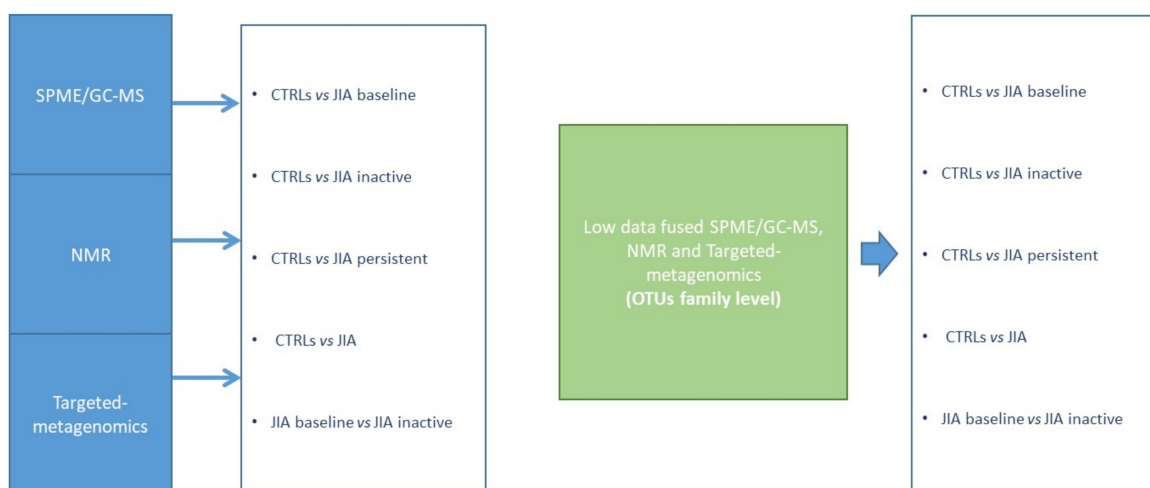 SPME/GC-MS
NMR
Targeted-
metagenomics
• CTRLs vs JIA baseline
• CTRLs vs JIA inactive
• CTRLs vs JIA persistent
• CTRLs vs JIA
• JIA baseline vs JIA inactive
Low data fused SPME/GC-MS,
NMR and Targeted-
metagenomics
(OTUs family level)
• CTRLs vs JIA baseline
• CTRLs vs JIA inactive
• CTRLs vs JIA persistent
• CTRLs vs JIA
• JIA baseline vs JIA inactive